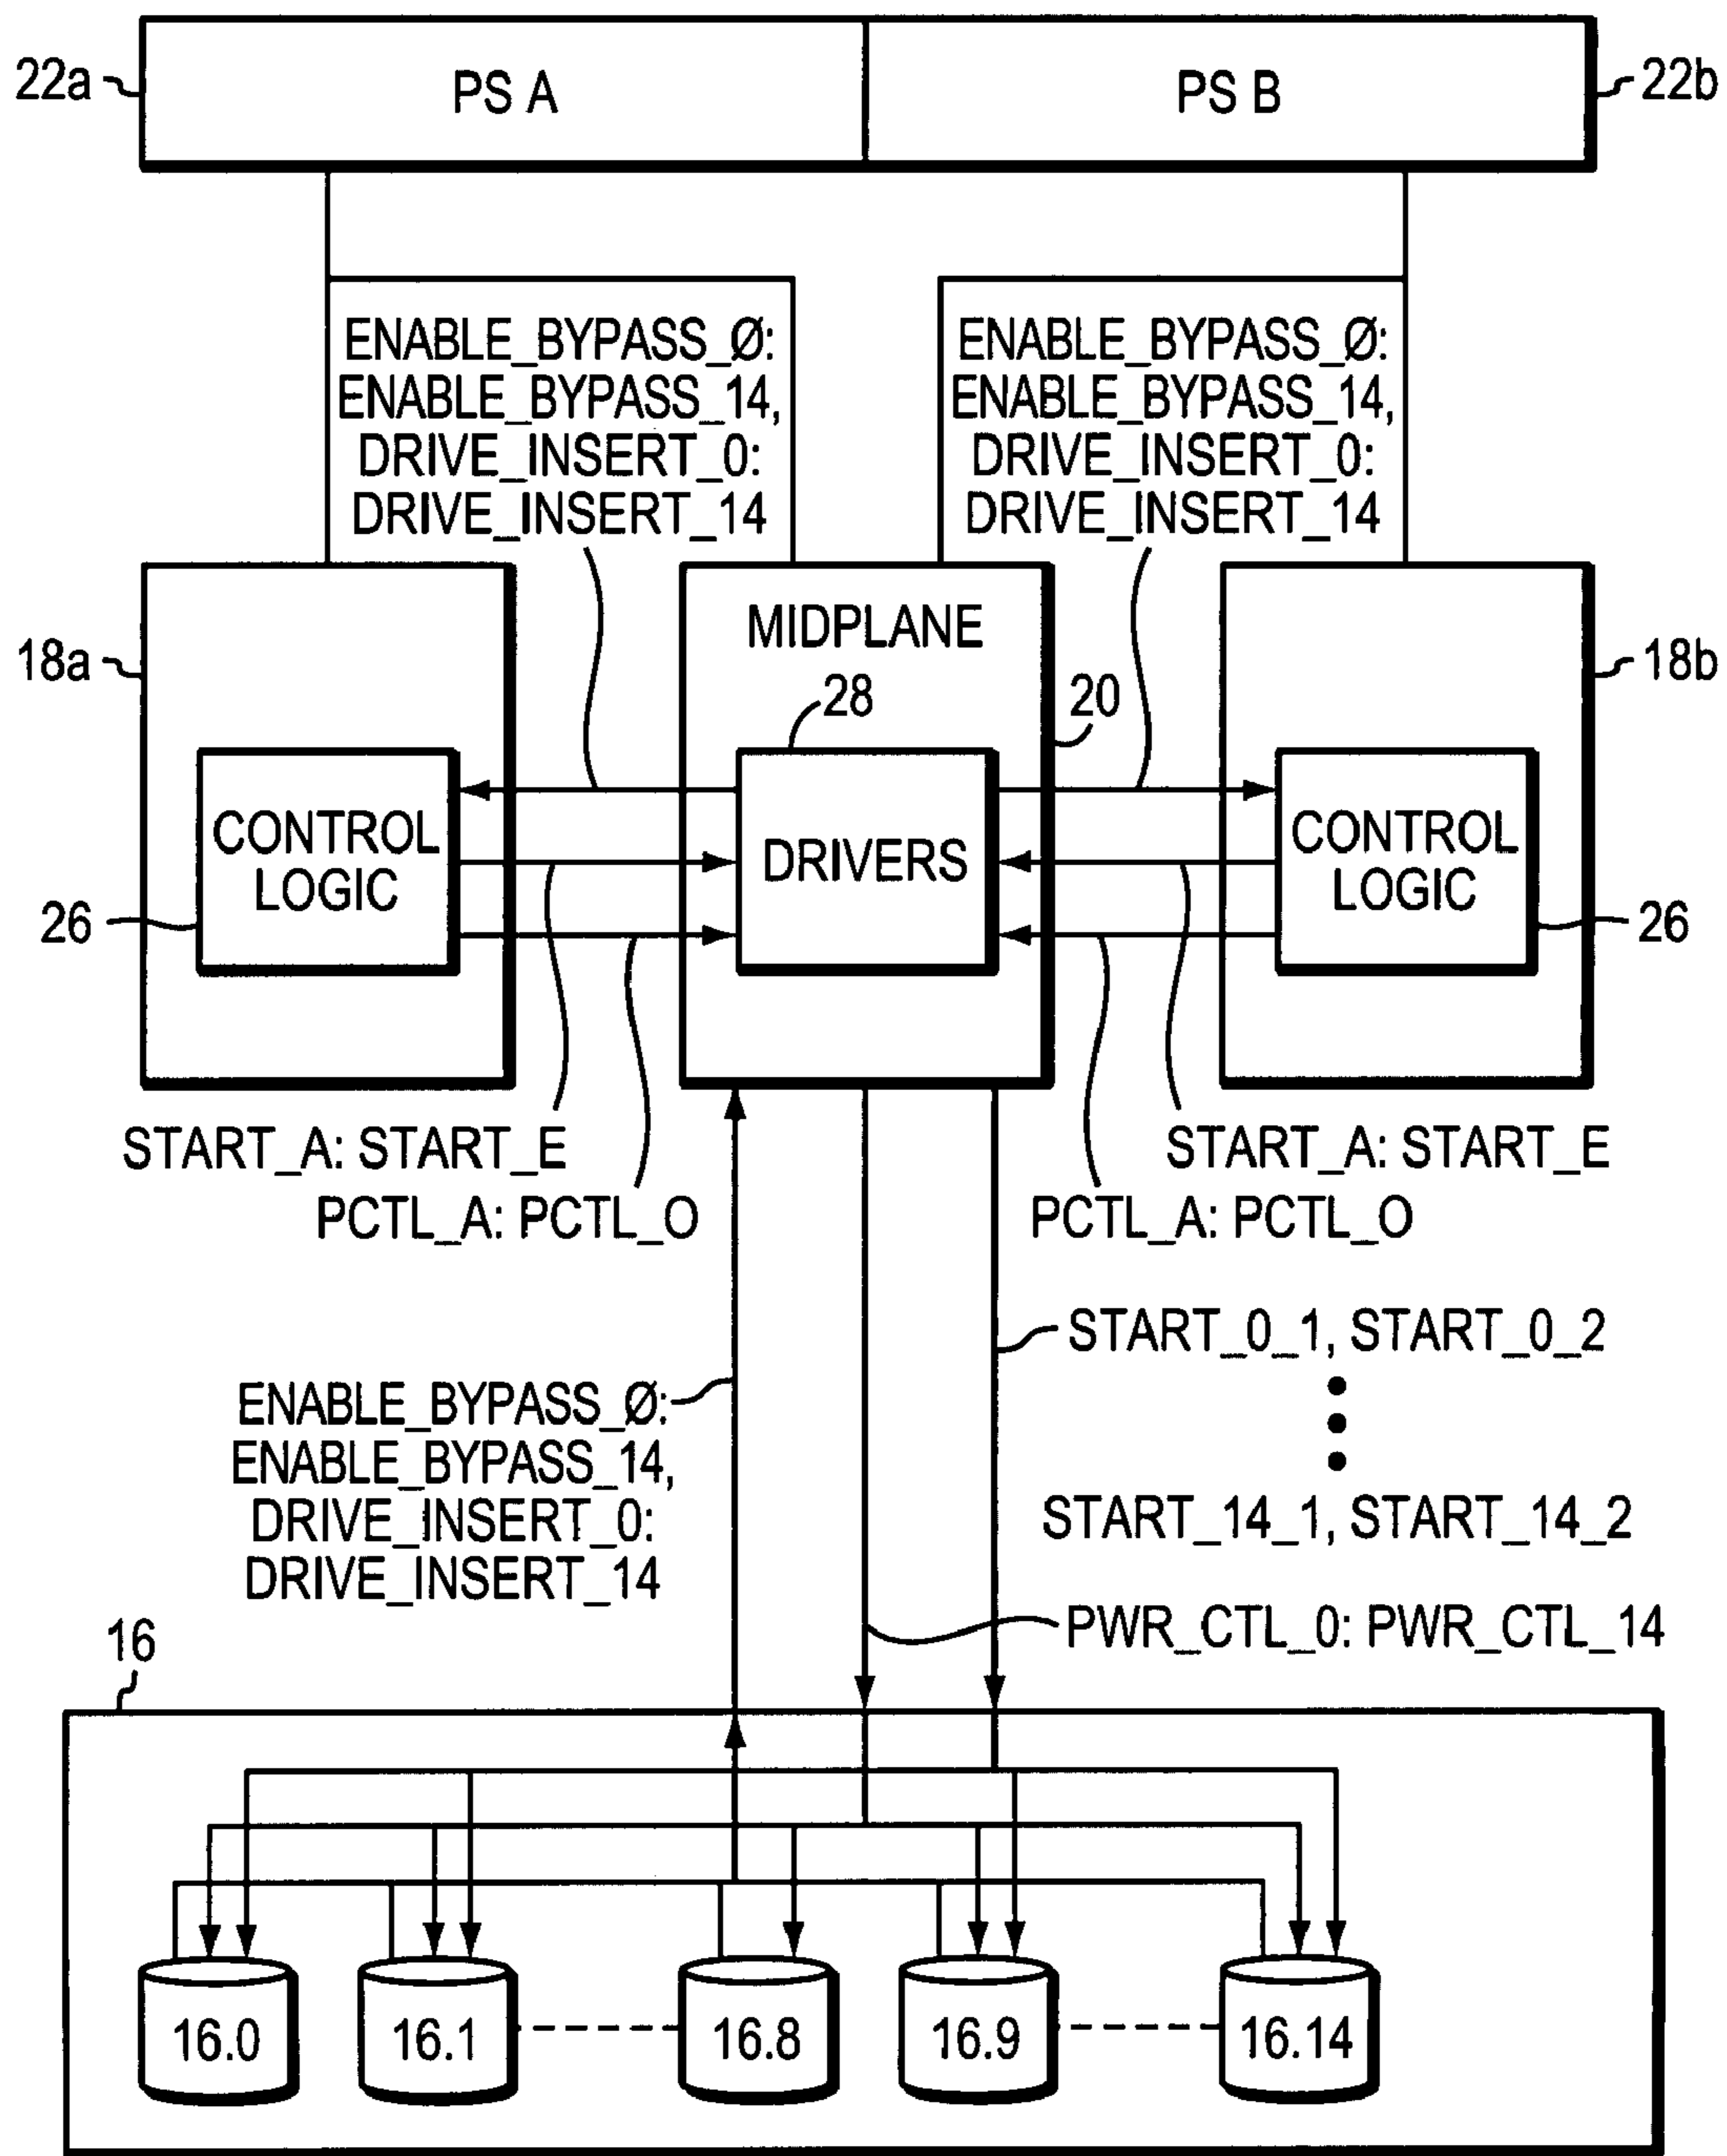 22a
PS A
PS B
22b
ENABLE_BYPASS_Ø:
ENABLE_BYPASS_14,
DRIVE_INSERT_0:
DRIVE_INSERT_14
ENABLE_BYPASS_Ø:
ENABLE_BYPASS_14,
DRIVE_INSERT_0:
DRIVE_INSERT_14
18a
MIDPLANE
18b
28
20
CONTROL
LOGIC
DRIVERS
CONTROL
LOGIC
26
26
START_A: START_E
PCTL_A: PCTL_O
START_A: START_E
PCTL_A: PCTL_O
START_0_1, START_0_2
START_14_1, START_14_2
ENABLE_BYPASS_Ø:
ENABLE_BYPASS_14,
DRIVE_INSERT_0:
DRIVE_INSERT_14
PWR_CTL_0: PWR_CTL_14
16
16.0
16.1
16.8
16.9
16.14